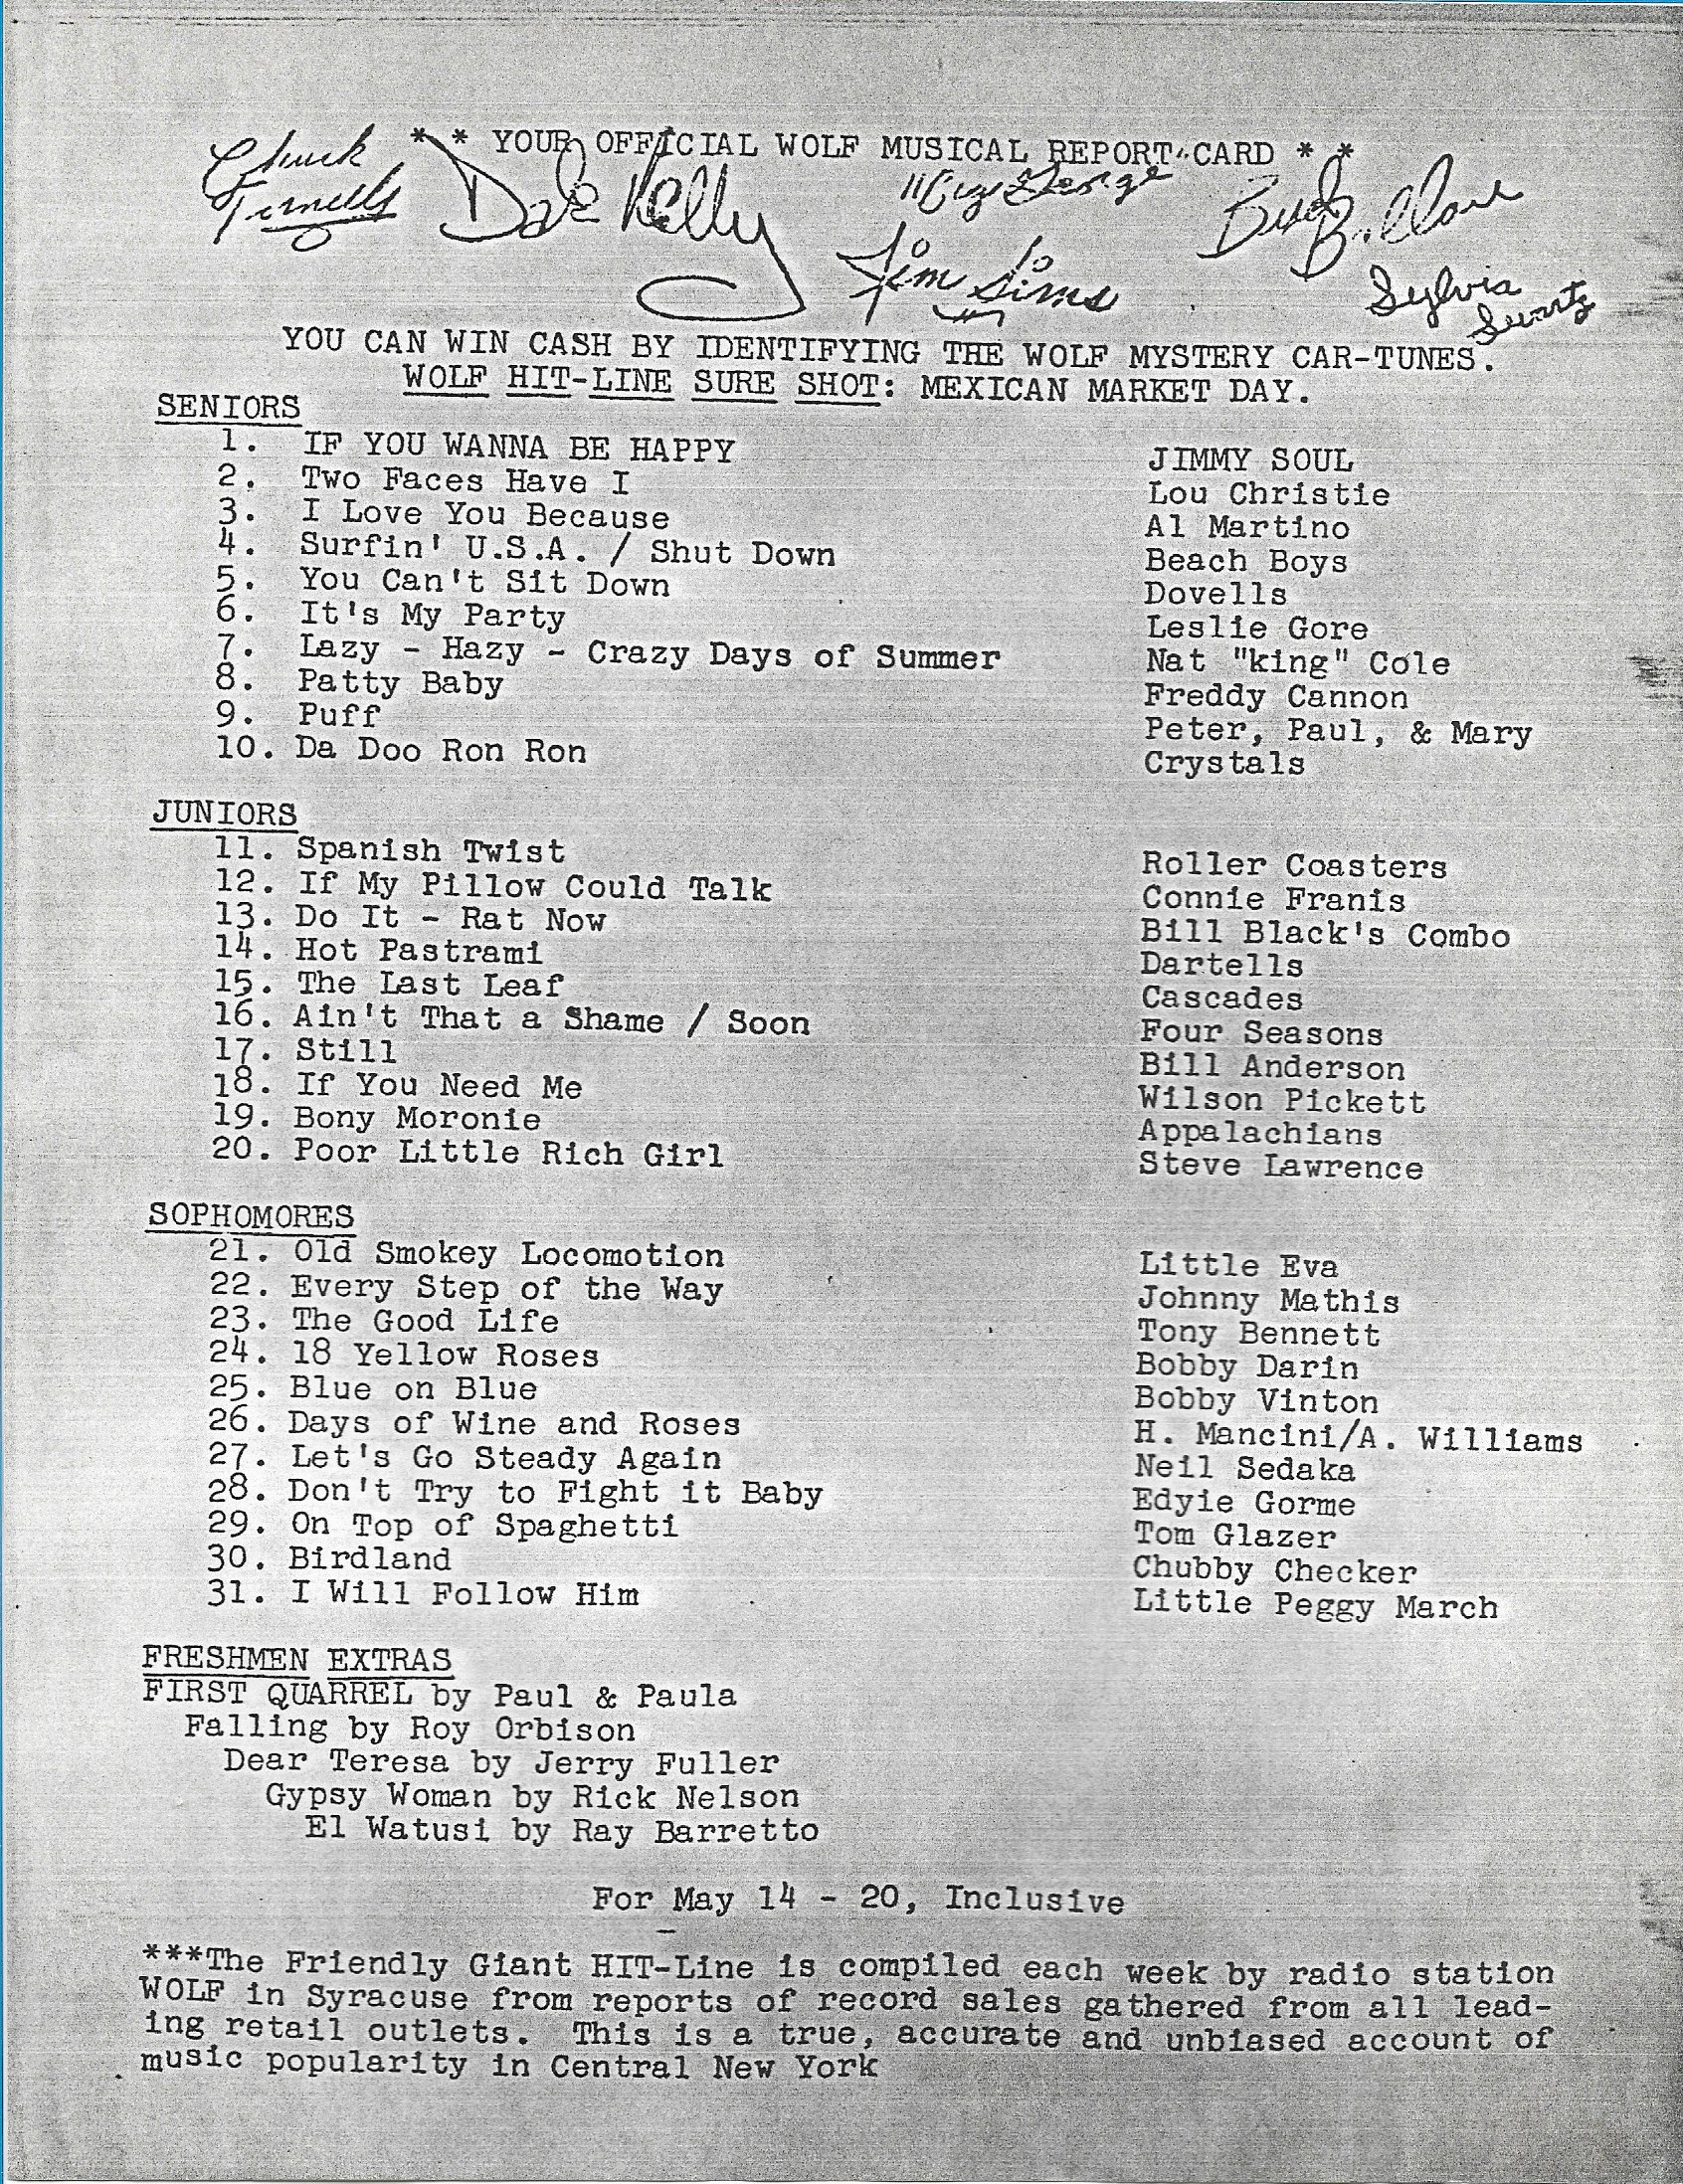 * * YOUR OFFICIAL WOLF MUSICAL REPORT CARD * *
Chuck
Dale Kelly
George
Bud Ballou
Jim Sims
Sylvia
Swartz
YOU CAN WIN CASH BY IDENTIFYING THE WOLF MYSTERY CAR-TUNES.
WOLF HIT-LINE SURE SHOT: MEXICAN MARKET DAY.
SENIORS
1. IF YOU WANNA BE HAPPY JIMMY SOUL
2. Two Faces Have I Lou Christie
3. I Love You Because Al Martino
4. Surfin' U.S.A. / Shut Down Beach Boys
5. You Can't Sit Down Dovells
6. It's My Party Leslie Gore
7. Lazy - Hazy - Crazy Days of Summer Nat "king" Cole
8. Patty Baby Freddy Cannon
9. Puff Peter, Paul, & Mary
10. Da Doo Ron Ron Crystals
JUNIORS
11. Spanish Twist Roller Coasters
12. If My Pillow Could Talk Connie Franis
13. Do It - Rat Now Bill Black's Combo
14. Hot Pastrami Dartells
15. The Last Leaf Cascades
16. Ain't That a Shame / Soon Four Seasons
17. Still Bill Anderson
18. If You Need Me Wilson Pickett
19. Bony Moronie Appalachians
20. Poor Little Rich Girl Steve Lawrence
SOPHOMORES
21. Old Smokey Locomotion Little Eva
22. Every Step of the Way Johnny Mathis
23. The Good Life Tony Bennett
24. 18 Yellow Roses Bobby Darin
25. Blue on Blue Bobby Vinton
26. Days of Wine and Roses H. Mancini/A. Williams
27. Let's Go Steady Again Neil Sedaka
28. Don't Try to Fight it Baby Edyie Gorme
29. On Top of Spaghetti Tom Glazer
30. Birdland Chubby Checker
31. I Will Follow Him Little Peggy March
FRESHMEN EXTRAS
FIRST QUARREL by Paul & Paula
Falling by Roy Orbison
Dear Teresa by Jerry Fuller
Gypsy Woman by Rick Nelson
El Watusi by Ray Barretto
For May 14 - 20, Inclusive
***The Friendly Giant HIT-Line is compiled each week by radio station
WOLF in Syracuse from reports of record sales gathered from all lead-
ing retail outlets. This is a true, accurate and unbiased account of
music popularity in Central New York